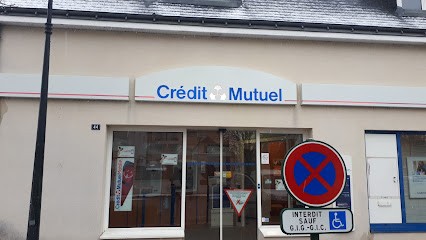 Crédit Mutuel
44
INTERDIT
SAUF
G.I.G-G.I.C.